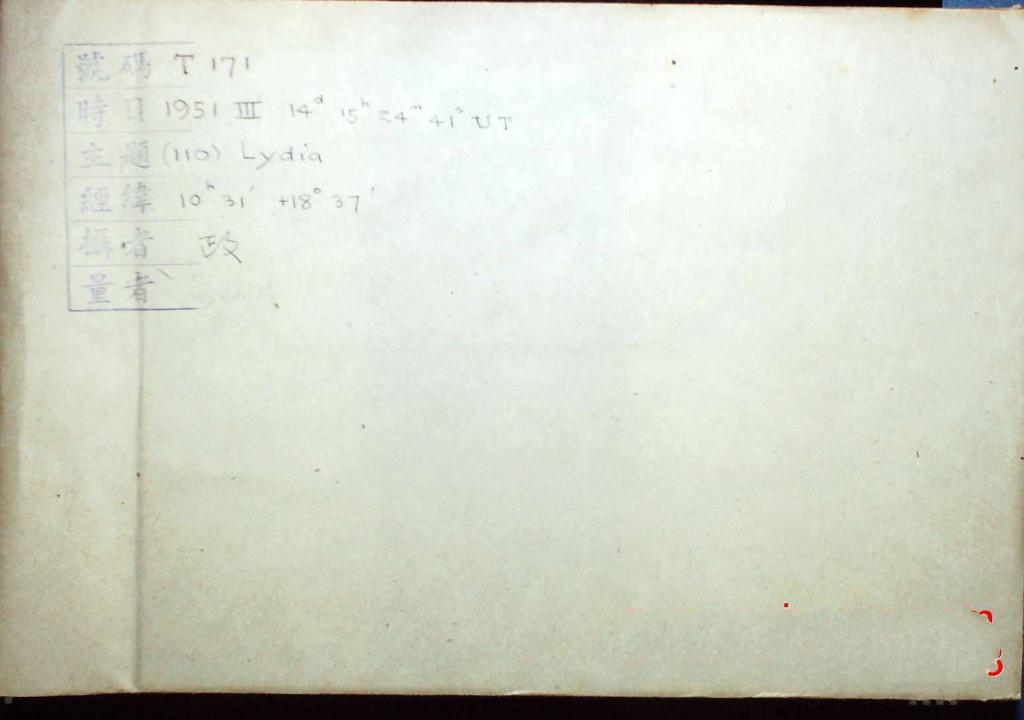 號碼 T 171
時日 1951 III 14ᵈ 15ʰ 24ᵐ 41ˢ UT
主題 (110) Lydia
經緯 10ʰ 31′ +18° 37′
攝者 政
量者